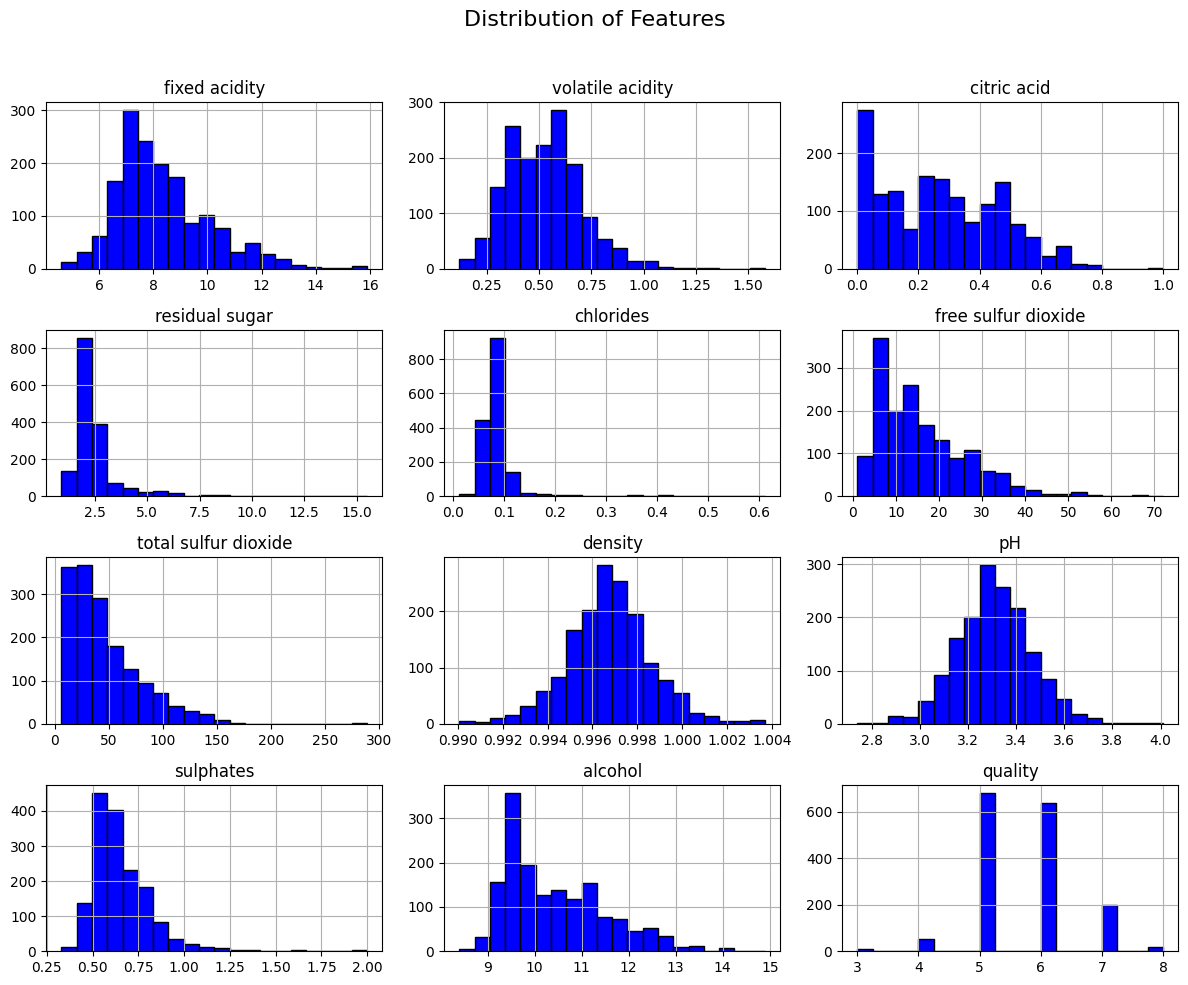 Distribution of Features
fixed acidity
volatile acidity
citric acid
300
200
100
0
6 8 10 12 14 16
300
200
100
0
0.25 0.50 0.75 1.00 1.25 1.50
200
100
0
0.0 0.2 0.4 0.6 0.8 1.0
residual sugar
chlorides
free sulfur dioxide
800
600
400
200
0
2.5 5.0 7.5 10.0 12.5 15.0
800
600
400
200
0
0.0 0.1 0.2 0.3 0.4 0.5 0.6
300
200
100
0
0 10 20 30 40 50 60 70
total sulfur dioxide
density
pH
300
200
100
0
0 50 100 150 200 250 300
200
100
0
0.990 0.992 0.994 0.996 0.998 1.000 1.002 1.004
300
200
100
0
2.8 3.0 3.2 3.4 3.6 3.8 4.0
sulphates
alcohol
quality
400
300
200
100
0
0.25 0.50 0.75 1.00 1.25 1.50 1.75 2.00
300
200
100
0
9 10 11 12 13 14 15
600
400
200
0
3 4 5 6 7 8